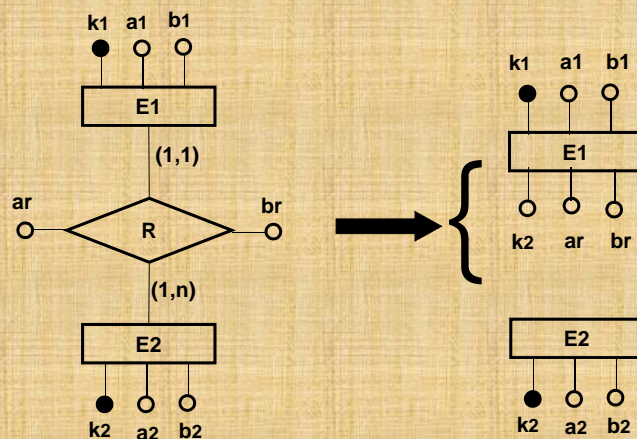 k1 a1 b1
E1
(1,1)
ar R br
(1,n)
E2
k2 a2 b2
k1 a1 b1
E1
k2 ar br
E2
k2 a2 b2